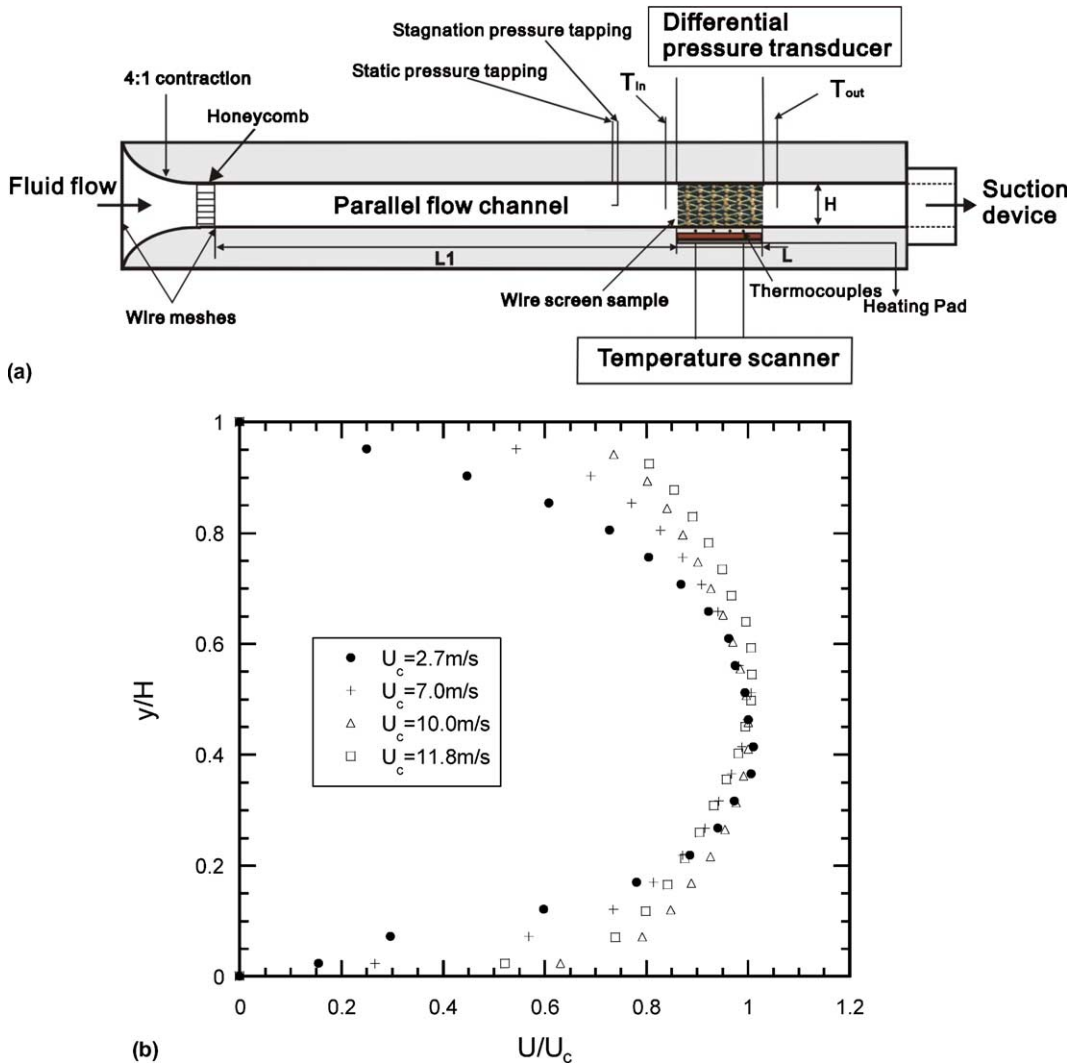 Stagnation pressure tapping
Static pressure tapping
Differential
pressure transducer
4:1 contraction
Honeycomb
T_In
T_out
Fluid flow
Parallel flow channel
H
Suction
device
L1
L
Wire meshes
Wire screen sample
Thermocouples
Heating Pad
Temperature scanner
(a)
1
0.8
0.6
0.4
0.2
0
y/H
U_c=2.7m/s
U_c=7.0m/s
U_c=10.0m/s
U_c=11.8m/s
0 0.2 0.4 0.6 0.8 1 1.2
U/U_c
(b)